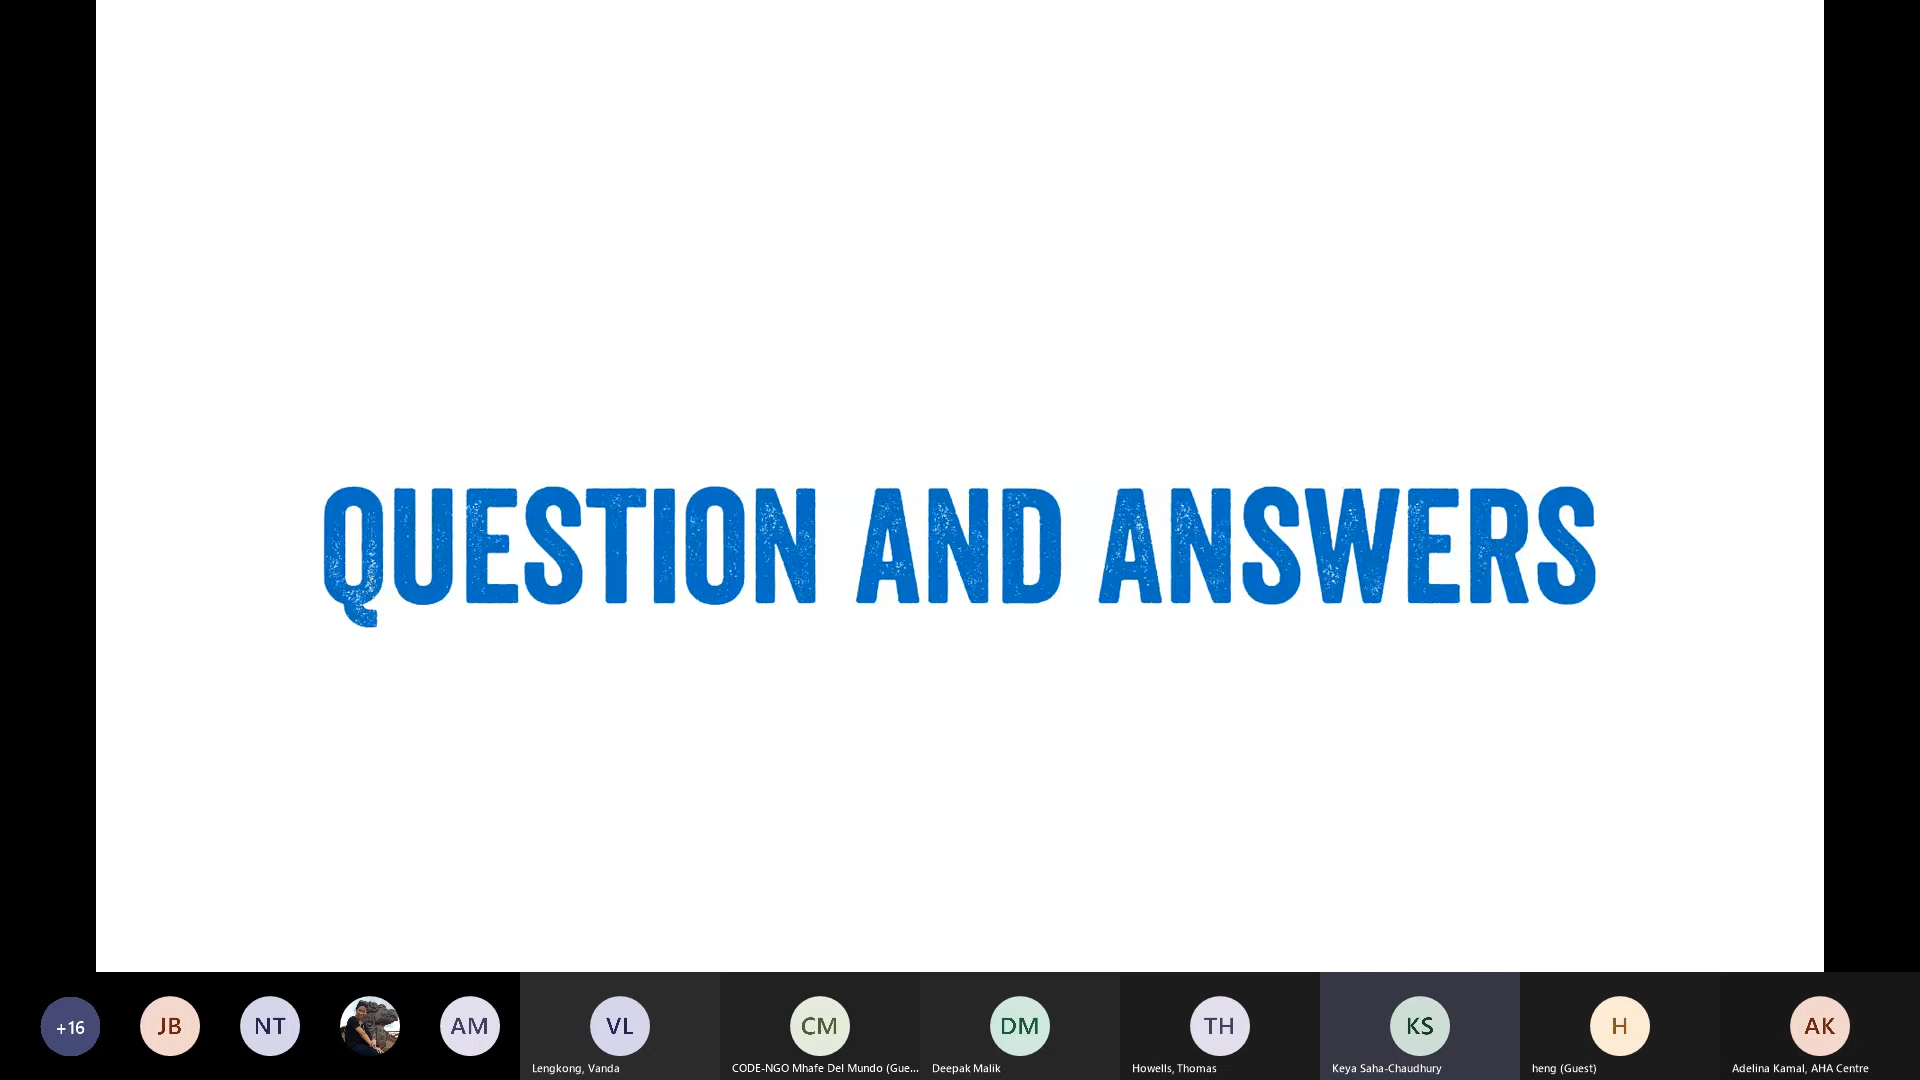 QUESTION AND ANSWERS
+16
JB
NT
AM
VL
CM
DM
TH
KS
H
AK
Lengkong, Vanda
CODE-NGO Mhafe Del Mundo (Gue...
Deepak Malik
Howells, Thomas
Keya Saha-Chaudhury
heng (Guest)
Adelina Kamal, AHA Centre